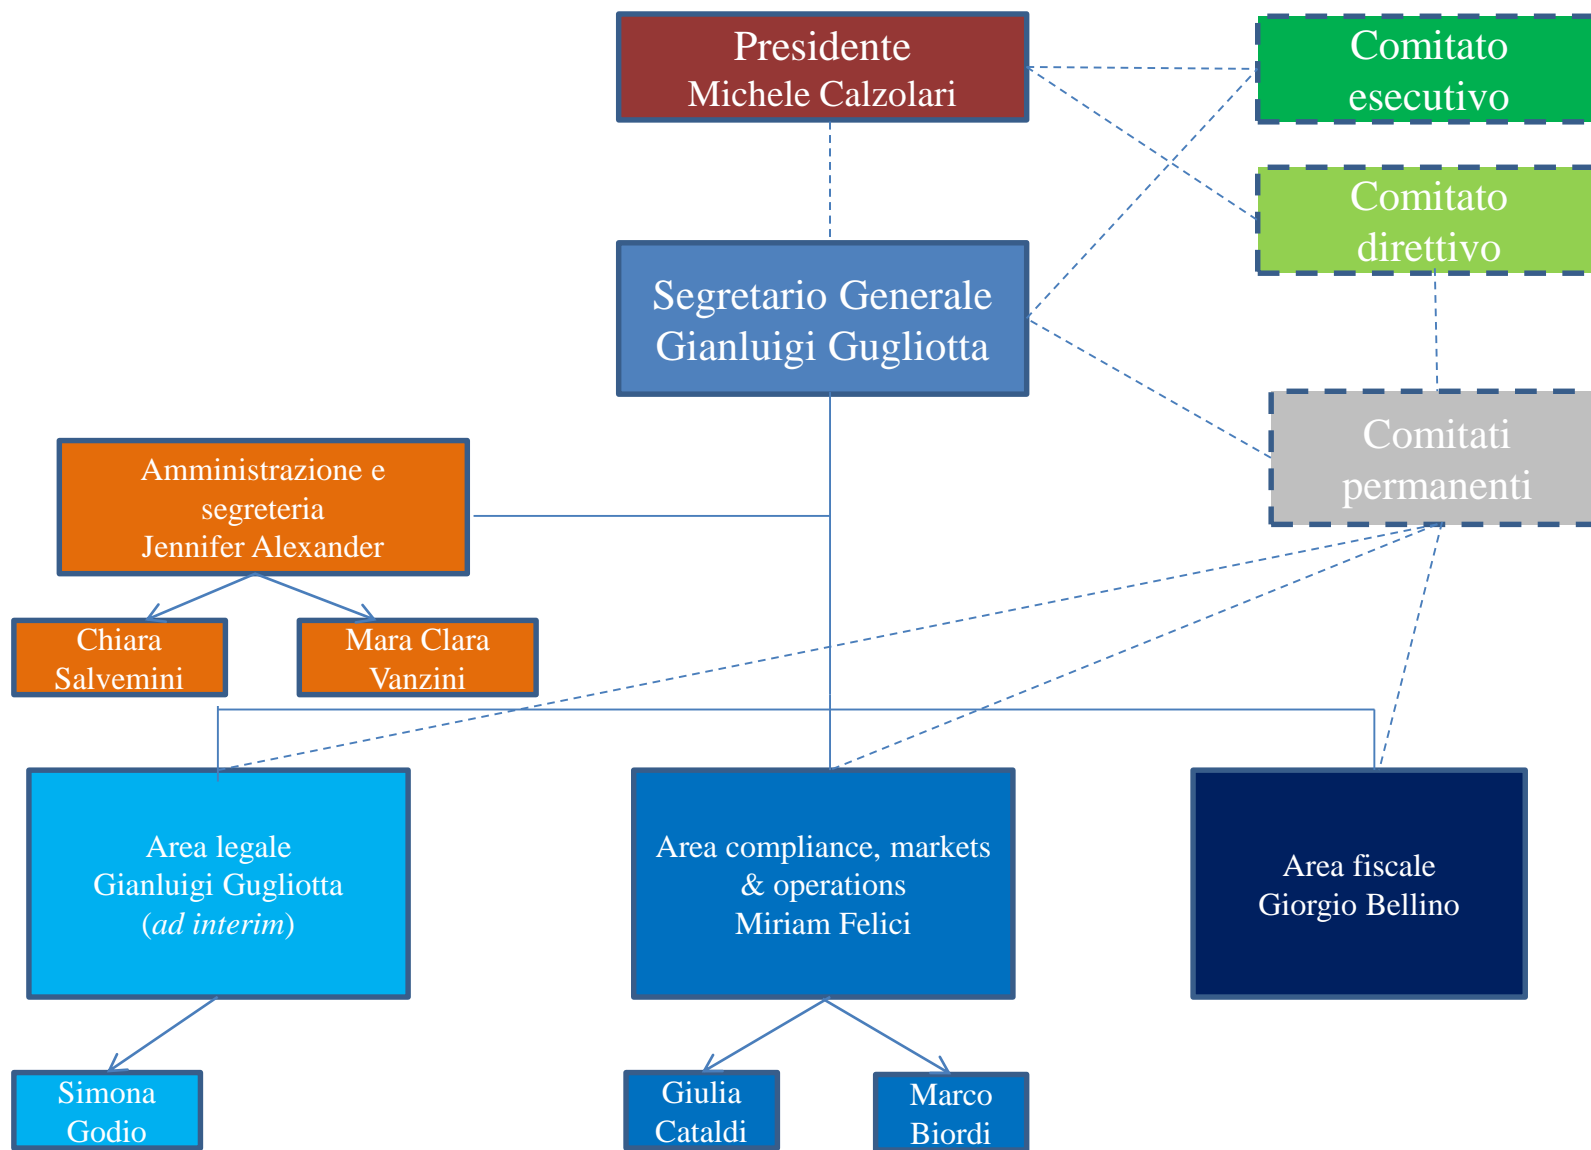 Presidente
Michele Calzolari
Comitato
esecutivo
Comitato
direttivo
Segretario Generale
Gianluigi Gugliotta
Comitati
permanenti
Amministrazione e
segreteria
Jennifer Alexander
Chiara
Salvemini
Mara Clara
Vanzini
Area legale
Gianluigi Gugliotta
(ad interim)
Area compliance, markets
& operations
Miriam Felici
Area fiscale
Giorgio Bellino
Simona
Godio
Giulia
Cataldi
Marco
Biordi